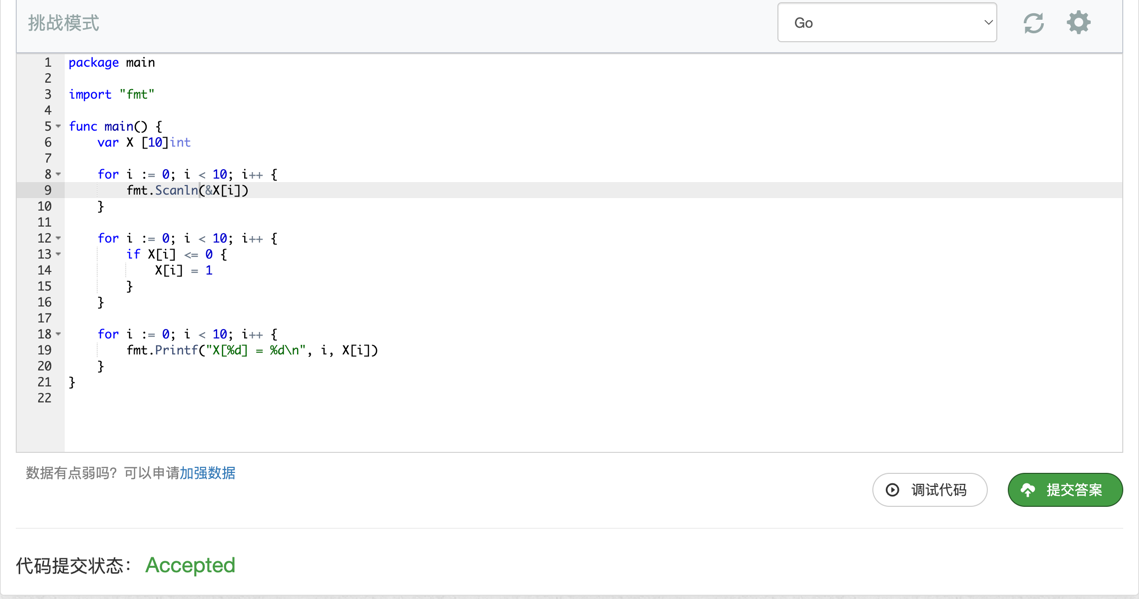 挑战模式
Go
1 package main
2
3 import "fmt"
4
5 func main() {
6     var X [10]int
7
8     for i := 0; i < 10; i++ {
9         fmt.Scanln(&X[i])
10     }
11
12     for i := 0; i < 10; i++ {
13         if X[i] <= 0 {
14             X[i] = 1
15         }
16     }
17
18     for i := 0; i < 10; i++ {
19         fmt.Printf("X[%d] = %d\n", i, X[i])
20     }
21 }
22
数据有点弱吗？可以申请加强数据
调试代码
提交答案
代码提交状态： Accepted